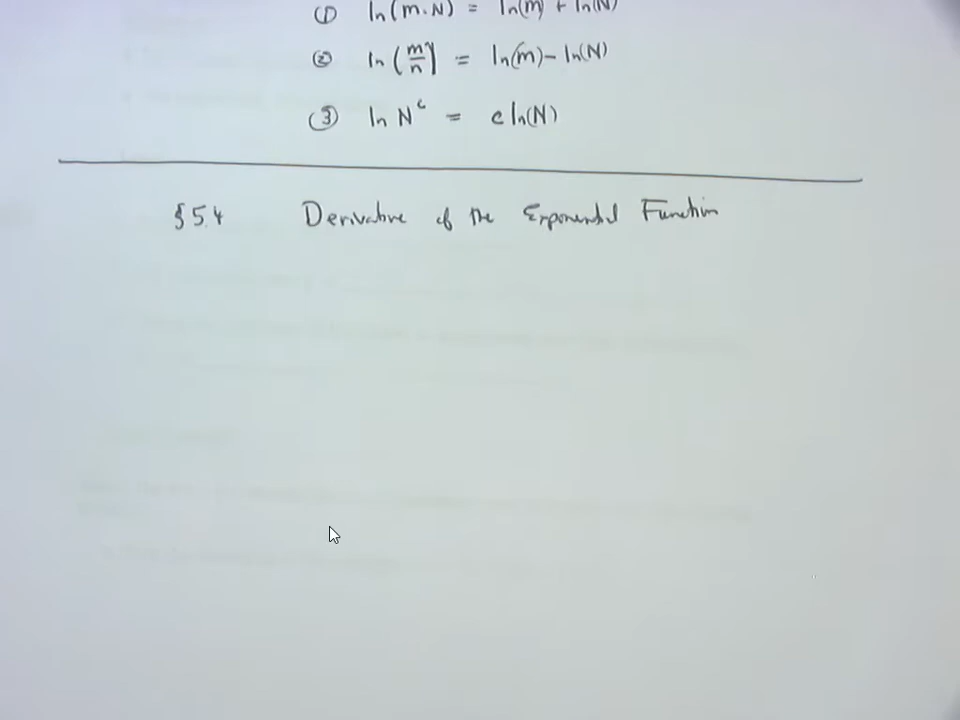 ① ln(m.N) = ln(m) + ln(N)
② ln(m/n) = ln(m) - ln(N)
③ ln N^c = c ln(N)
§ 5.4 Derivative of the Exponential Function